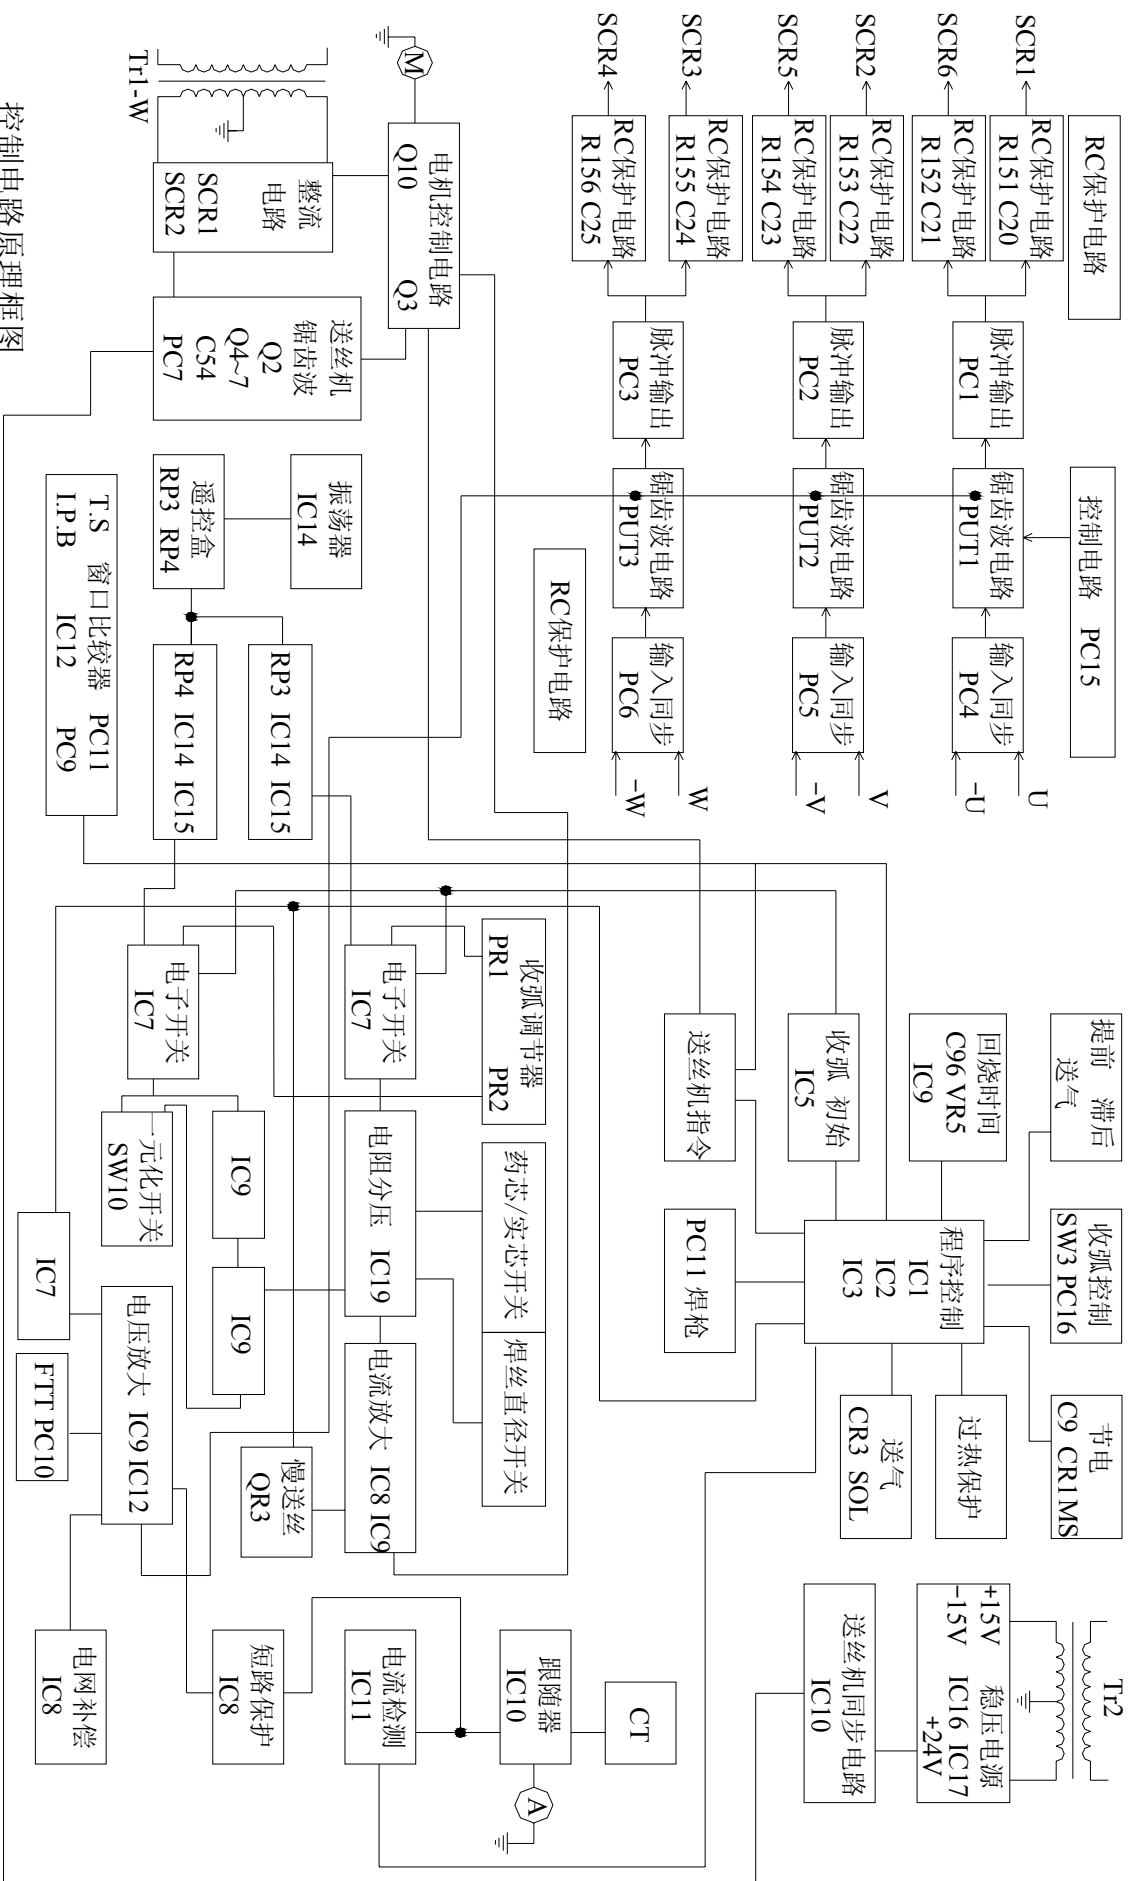 控制电路原理框图
RC保护电路
SCR1
RC保护电路
R151 C20
SCR6
RC保护电路
R152 C21
SCR2
RC保护电路
R153 C22
SCR5
RC保护电路
R154 C23
SCR3
RC保护电路
R155 C24
SCR4
RC保护电路
R156 C25
脉冲输出
PC1
脉冲输出
PC2
脉冲输出
PC3
控制电路 PC15
锯齿波电路
PUT1
锯齿波电路
PUT2
锯齿波电路
PUT3
输入同步
PC4
输入同步
PC5
输入同步
PC6
U
-U
V
-V
W
-W
RC保护电路
M
Tr1-W
电机控制电路
Q10 Q3
整流
电路
SCR1
SCR2
送丝机
锯齿波
Q2
Q4~7
C54
PC7
振荡器
IC14
遥控盒
RP3 RP4
RP3 IC14 IC15
RP4 IC14 IC15
T.S 窗口比较器 PC11
I.P.B IC12 PC9
提前 滞后
送气
回烧时间
C96 VR5
IC9
收弧 初始
IC5
送丝机指令
收弧控制
SW3 PC16
程序控制
IC1
IC2
IC3
PC11 焊枪
节电
C9 CR1MS
过热保护
送气
CR3 SOL
收弧调节器
PR1 PR2
电子开关
IC7
电子开关
IC7
药芯/实芯开关
焊丝直径开关
电阻分压 IC19
电流放大 IC8 IC9
IC9
IC9
一元化开关
SW10
慢送丝
QR3
IC7
电压放大 IC9 IC12
FTT PC10
Tr2
+15V 稳压电源
-15V IC16 IC17
+24V
送丝机同步电路
IC10
CT
跟随器
IC10
A
电流检测
IC11
短路保护
IC8
电网补偿
IC8